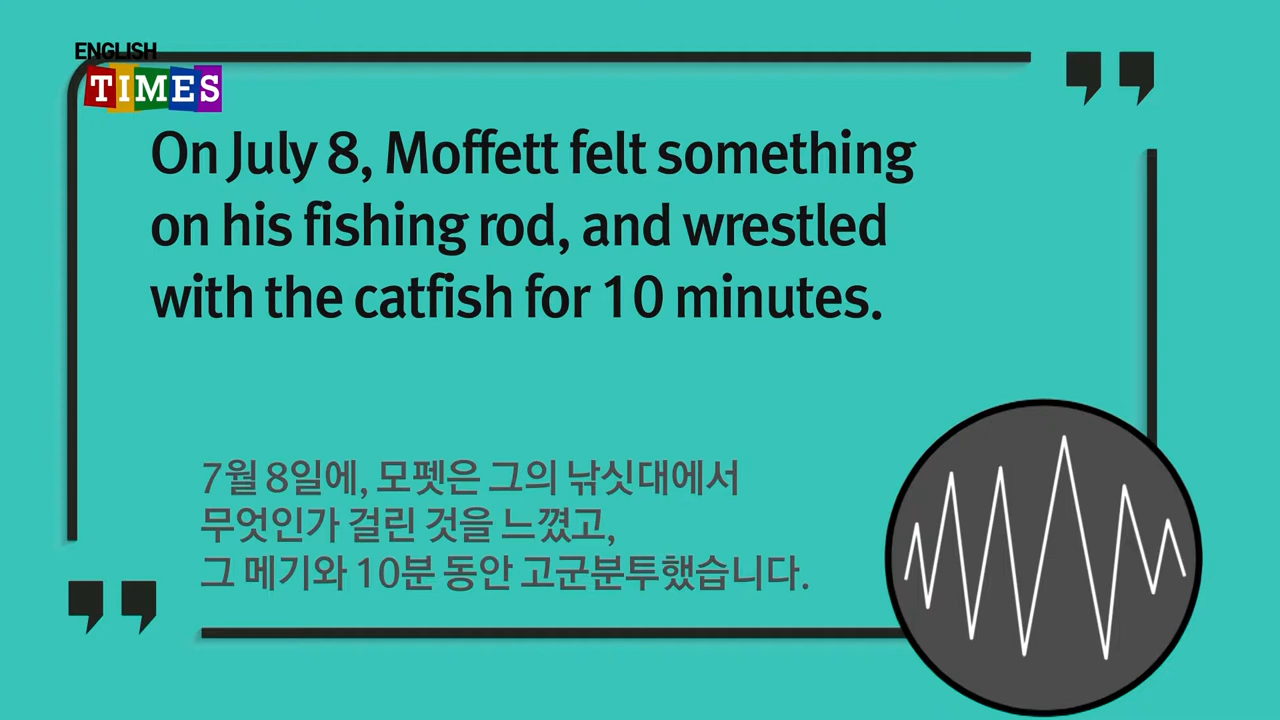 ENGLISH
TIMES
On July 8, Moffett felt something
on his fishing rod, and wrestled
with the catfish for 10 minutes.
7월 8일에, 모펫은 그의 낚싯대에서
무엇인가 걸린 것을 느꼈고,
그 메기와 10분 동안 고군분투했습니다.